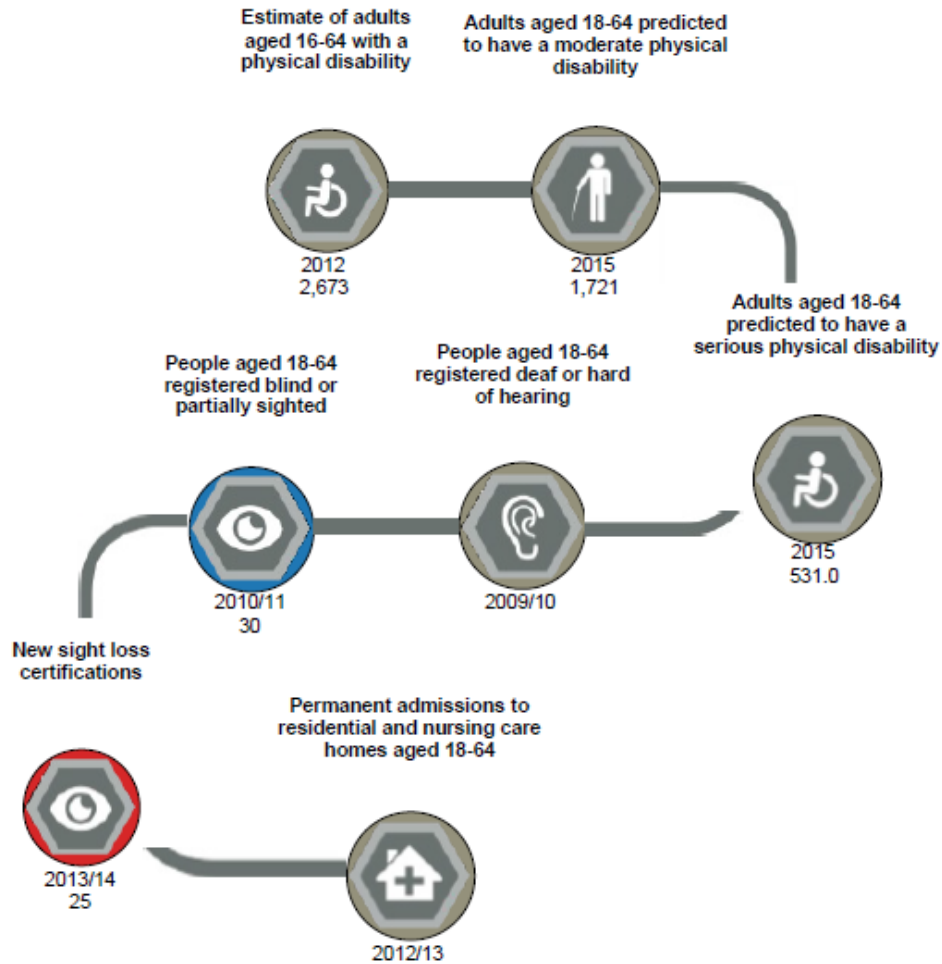 Estimate of adults
aged 16-64 with a
physical disability
Adults aged 18-64 predicted
to have a moderate physical
disability
2012
2,673
2015
1,721
Adults aged 18-64
predicted to have a
serious physical disability
2015
531.0
People aged 18-64
registered deaf or hard
of hearing
2009/10
People aged 18-64
registered blind or
partially sighted
2010/11
30
New sight loss
certifications
2013/14
25
Permanent admissions to
residential and nursing care
homes aged 18-64
2012/13